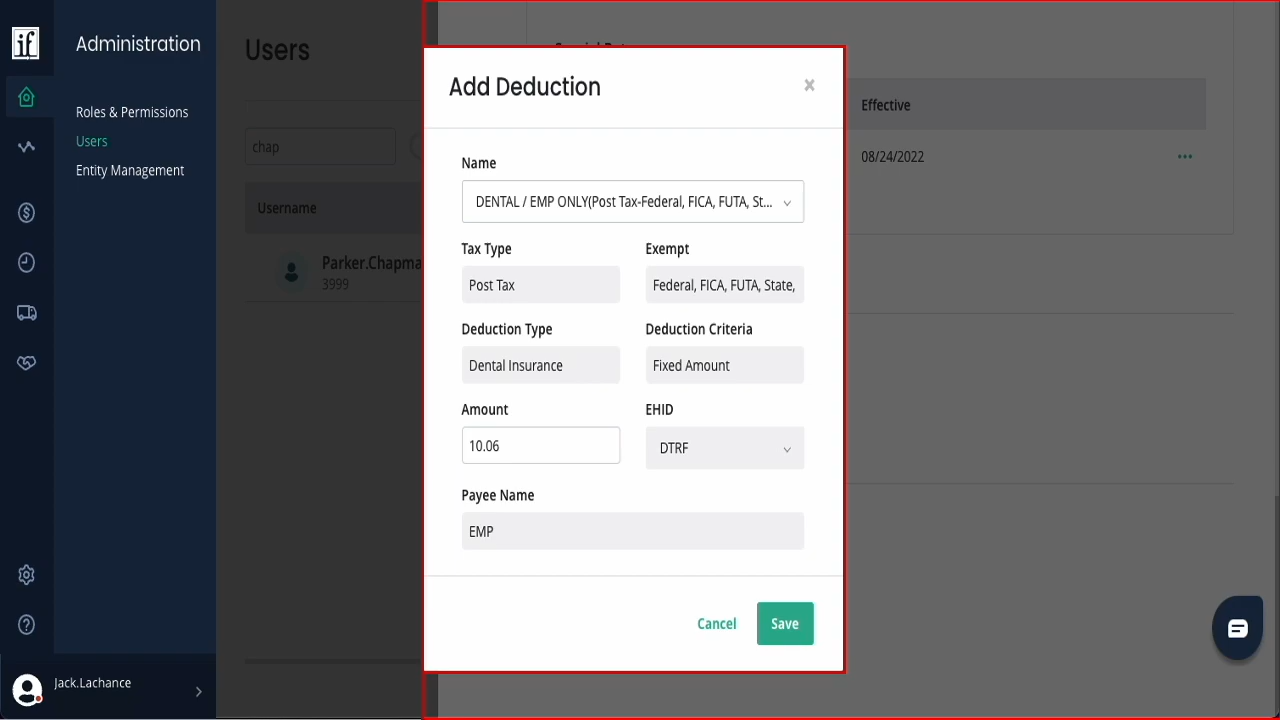 if
Administration
Roles & Permissions
Users
Entity Management
Jack.Lachance
Users
chap
Username
Parker.Chapma
3999
Effective
08/24/2022
Add Deduction
Name
DENTAL / EMP ONLY(Post Tax-Federal, FICA, FUTA, St...
Tax Type
Exempt
Post Tax
Federal, FICA, FUTA, State,
Deduction Type
Deduction Criteria
Dental Insurance
Fixed Amount
Amount
EHID
10.06
DTRF
Payee Name
EMP
Cancel
Save